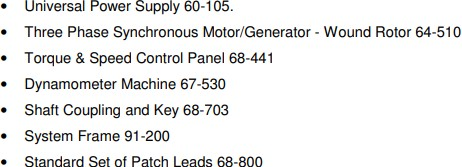 • Universal Power Supply 60-105.
• Three Phase Synchronous Motor/Generator - Wound Rotor 64-510
• Torque & Speed Control Panel 68-441
• Dynamometer Machine 67-530
• Shaft Coupling and Key 68-703
• System Frame 91-200
• Standard Set of Patch Leads 68-800